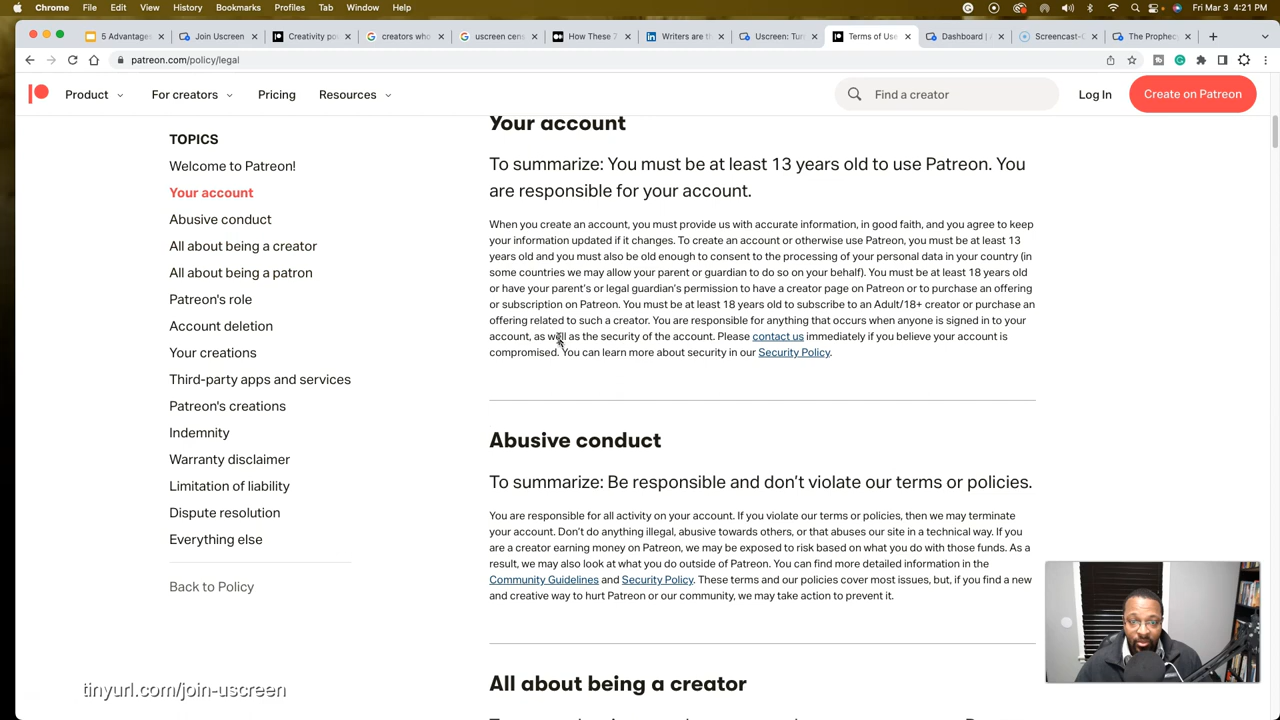 Chrome File Edit View History Bookmarks Profiles Tab Window Help
Fri Mar 3 4:21 PM
5 Advantages
Join Uscreen
Creativity po
creators who
uscreen cens
How These 7
Writers are th
Uscreen: Tur
Terms of Use
Dashboard |
Screencast-O
The Prophec
patreon.com/policy/legal
Product For creators Pricing Resources
Find a creator
Log In
Create on Patreon
TOPICS
Welcome to Patreon!
Your account
Abusive conduct
All about being a creator
All about being a patron
Patreon's role
Account deletion
Your creations
Third-party apps and services
Patreon's creations
Indemnity
Warranty disclaimer
Limitation of liability
Dispute resolution
Everything else
Back to Policy
Your account
To summarize: You must be at least 13 years old to use Patreon. You
are responsible for your account.
When you create an account, you must provide us with accurate information, in good faith, and you agree to keep
your information updated if it changes. To create an account or otherwise use Patreon, you must be at least 13
years old and you must also be old enough to consent to the processing of your personal data in your country (in
some countries we may allow your parent or guardian to do so on your behalf). You must be at least 18 years old
or have your parent's or legal guardian's permission to have a creator page on Patreon or to purchase an offering
or subscription on Patreon. You must be at least 18 years old to subscribe to an Adult/18+ creator or purchase an
offering related to such a creator. You are responsible for anything that occurs when anyone is signed in to your
account, as well as the security of the account. Please contact us immediately if you believe your account is
compromised. You can learn more about security in our Security Policy.
Abusive conduct
To summarize: Be responsible and don't violate our terms or policies.
You are responsible for all activity on your account. If you violate our terms or policies, then we may terminate
your account. Don't do anything illegal, abusive towards others, or that abuses our site in a technical way. If you
are a creator earning money on Patreon, we may be exposed to risk based on what you do with those funds. As a
result, we may also look at what you do outside of Patreon. You can find more detailed information in the
Community Guidelines and Security Policy. These terms and our policies cover most issues, but, if you find a new
and creative way to hurt Patreon or our community, we may take action to prevent it.
All about being a creator
tinyurl.com/join-uscreen